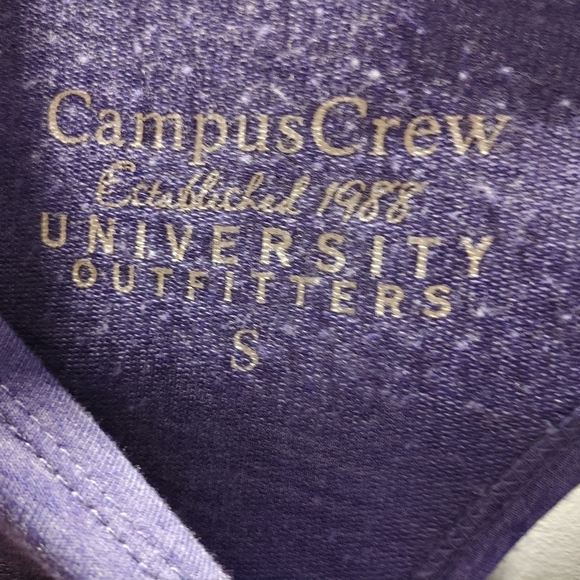 CampusCrew
Established 1988
UNIVERSITY
OUTFITTERS
S